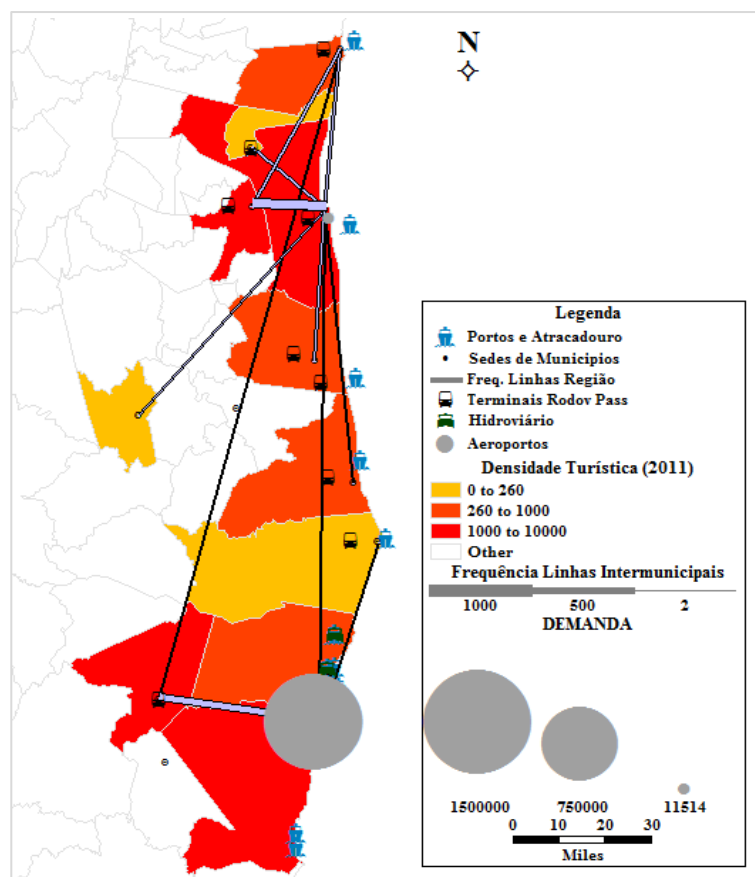 N
Legenda
Portos e Atracadouro
Sedes de Municipios
Freq. Linhas Região
Terminais Rodov Pass
Hidroviário
Aeroportos
Densidade Turística (2011)
0 to 260
260 to 1000
1000 to 10000
Other
Frequência Linhas Intermunicipais
1000 500 2
DEMANDA
1500000 750000 11514
0 10 20 30
Miles